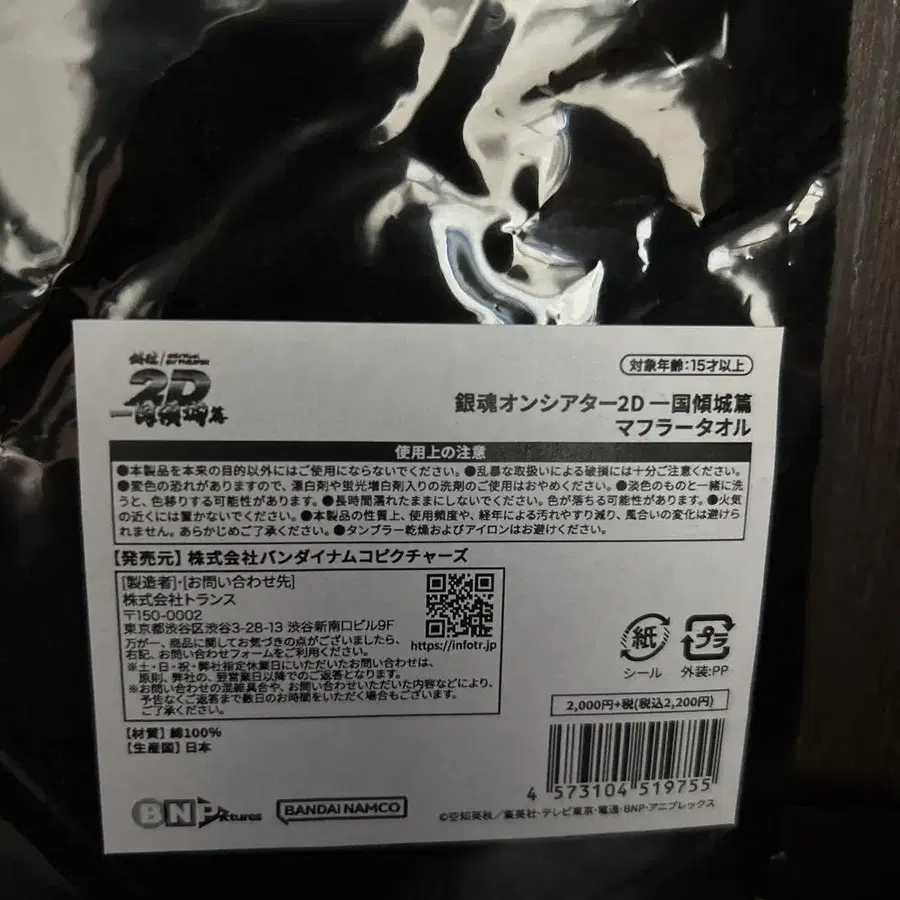 2D
一国傾城篇
対象年齢:15才以上
銀魂オンシアター2D 一国傾城篇
マフラータオル
使用上の注意
●本製品を本来の目的以外にはご使用にならないでください。●乱暴な取扱いによる破損には十分ご注意ください。
●変色の恐れがありますので、漂白剤や蛍光増白剤入りの洗剤のご使用はおやめください。●淡色のものと一緒に洗
うと、色移りする可能性があります。●長時間濡れたままにしないでください。色が落ちる可能性があります。●火気
の近くには置かないでください。●本製品の性質上、使用頻度や、経年による汚れやすり減り、風合いの変化は避けら
れません。あらかじめご了承ください。●タンブラー乾燥およびアイロンはお避けください。
【発売元】株式会社バンダイナムコピクチャーズ
[製造者]・[お問い合わせ先]
株式会社トランス
〒150-0002
東京都渋谷区渋谷3-28-13 渋谷新南口ビル9F
万が一、商品に関してお気づきの点がございましたら、
右記、お問い合わせフォームをご利用ください。
https://infotr.jp
※土・日・祝・弊社指定休業日にいただいたお問い合わせは、
原則、弊社の、翌営業日以降でのご返答となります。
※お問い合わせの混雑具合や、お問い合わせいただいた内容などにより、
予告なくご返答まで数日のお時間をいただく場合もございます。
ご了承ください。
紙
シール
プラ
外装:PP
2,000円+税(税込2,200円)
【材質】綿100%
【生産国】日本
4 573104 519755
BNPictures
BANDAI NAMCO
©空知英秋/集英社・テレビ東京・電通・BNP・アニプレックス